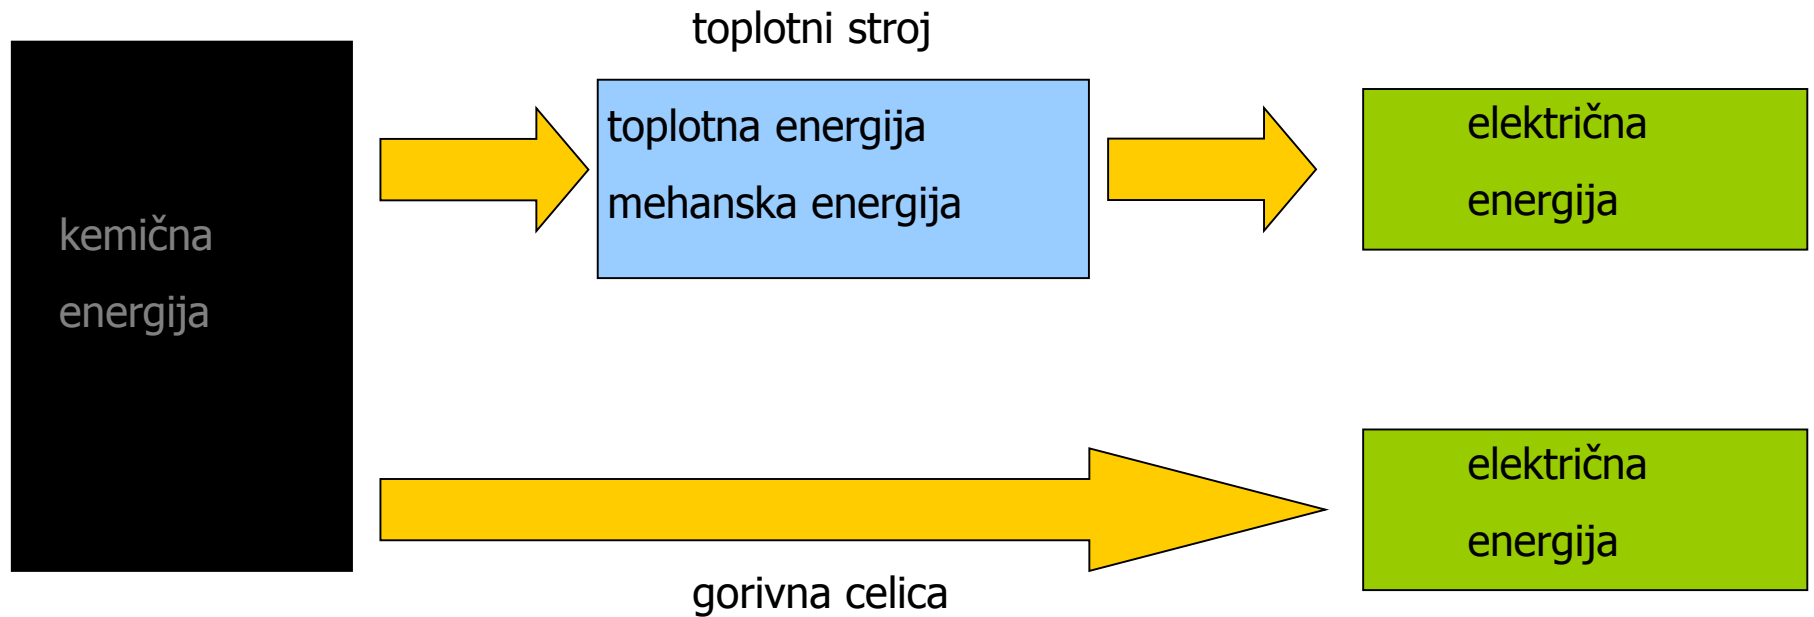 toplotni stroj
kemična
energija
toplotna energija
mehanska energija
električna
energija
gorivna celica
električna
energija